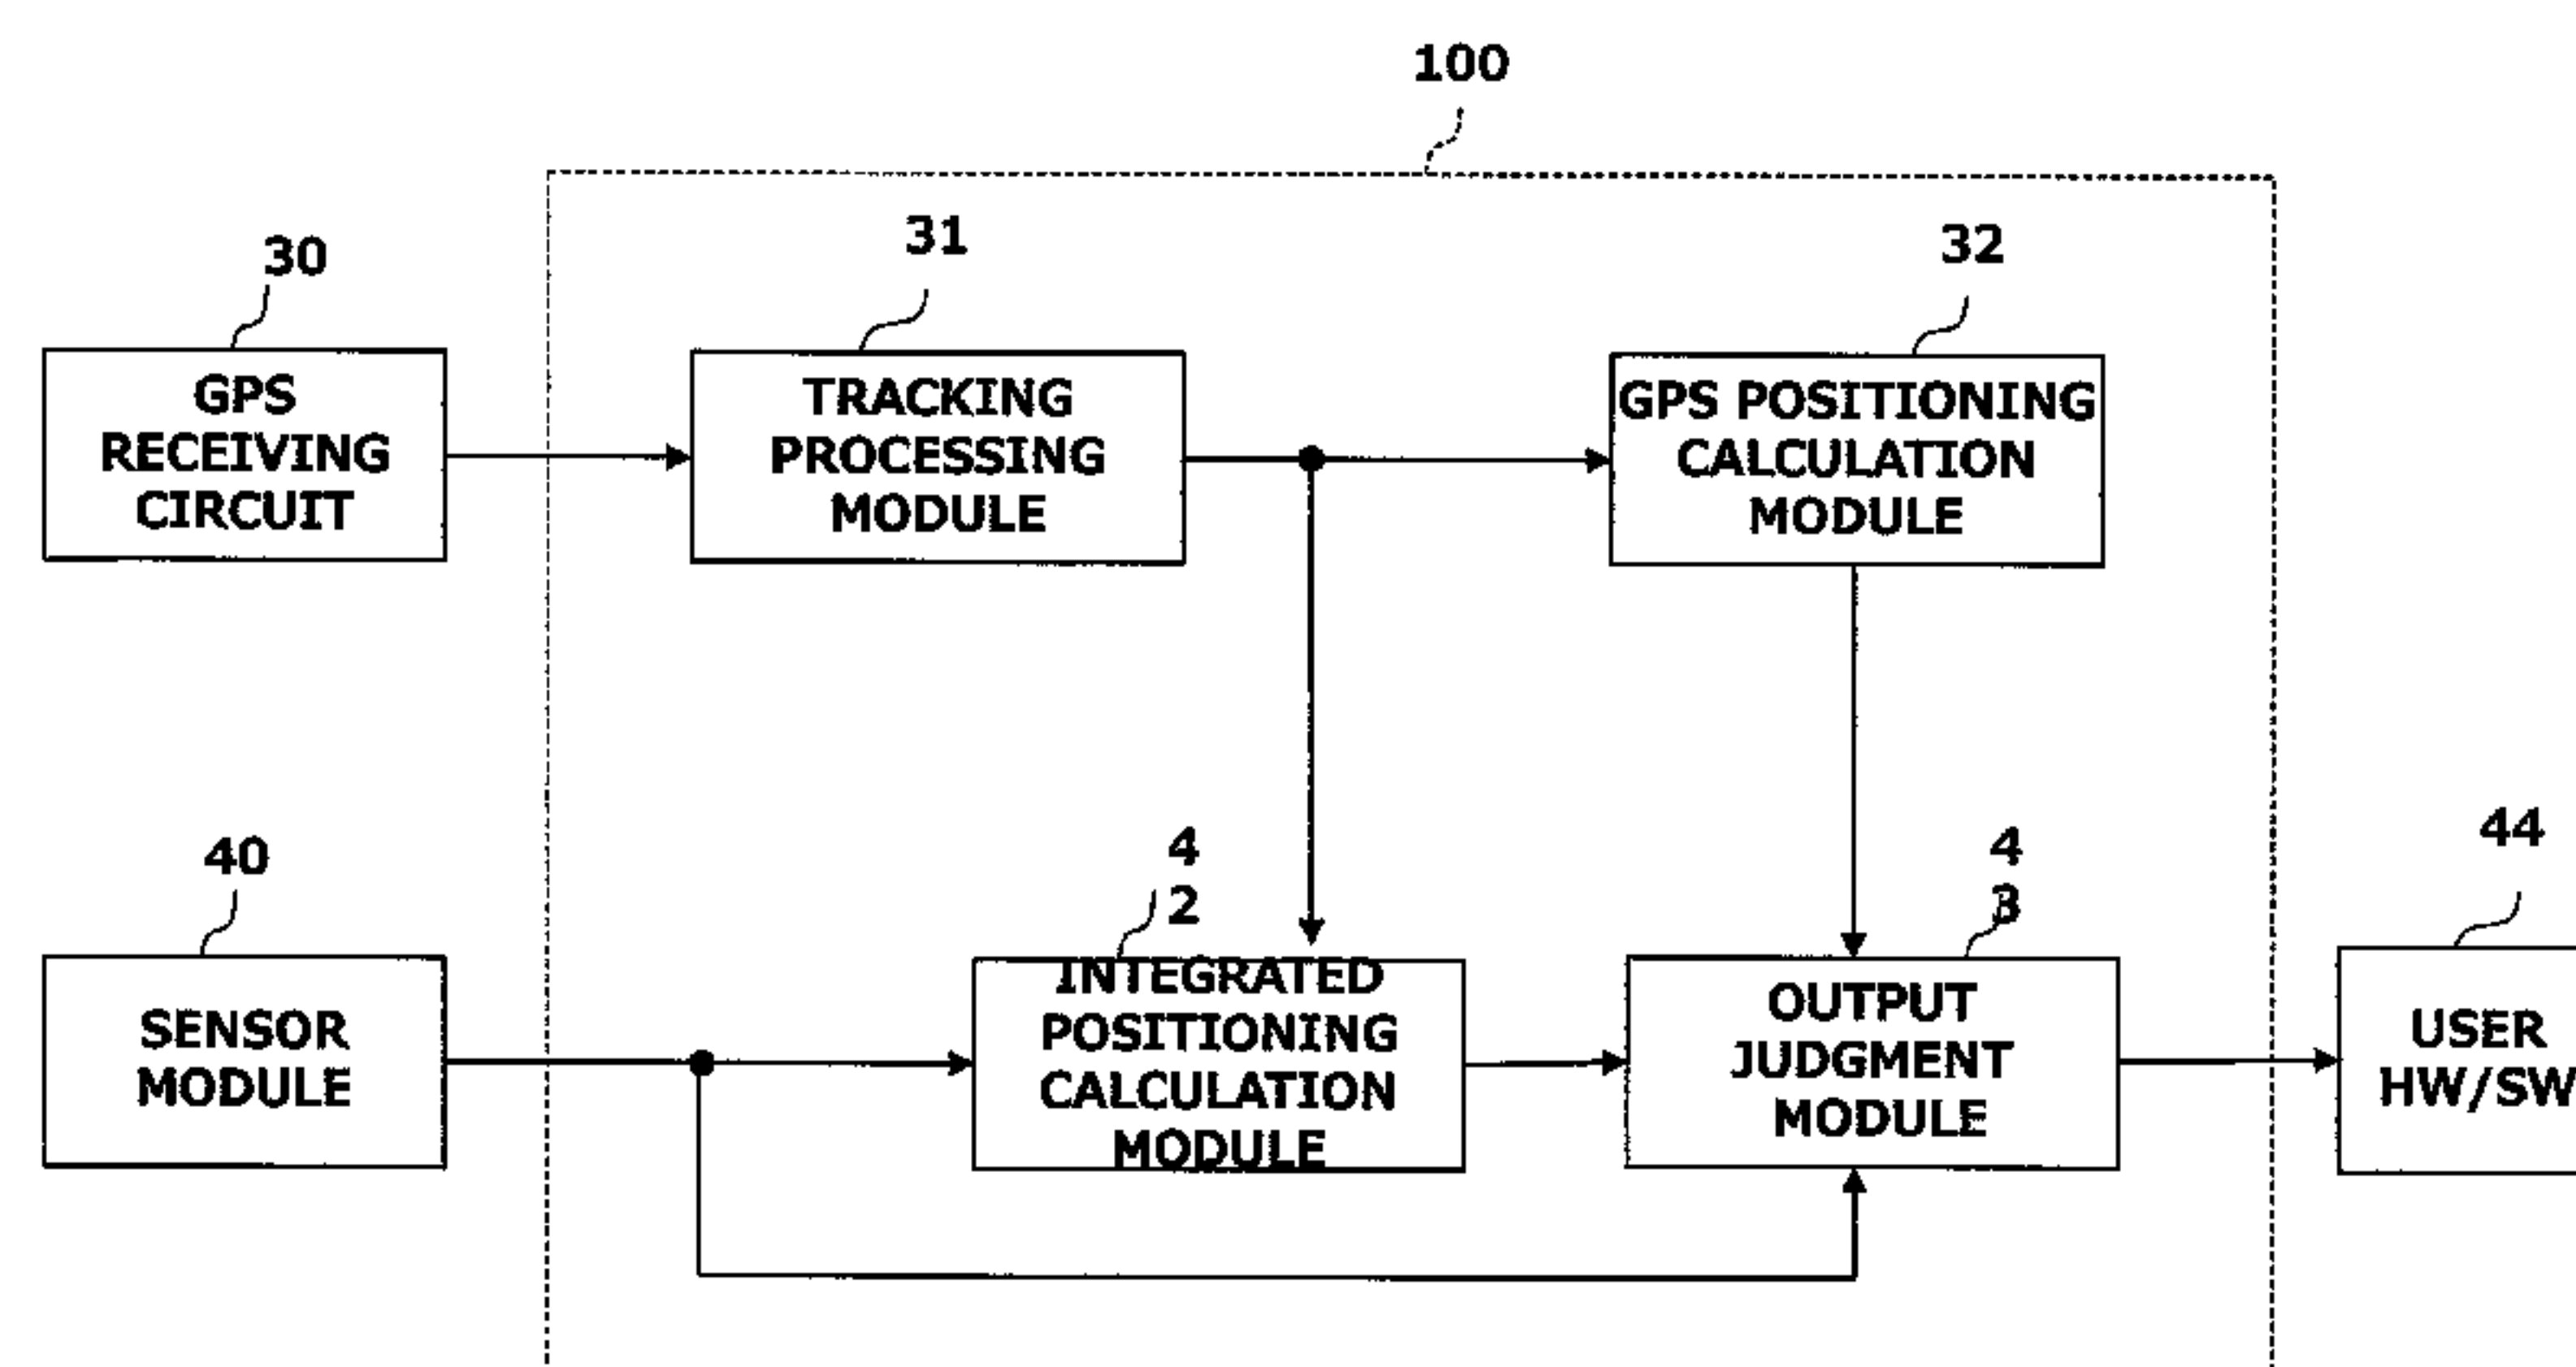 100
30
31
32
GPS
RECEIVING
CIRCUIT
TRACKING
PROCESSING
MODULE
GPS POSITIONING
CALCULATION
MODULE
40
4
2
4
3
44
SENSOR
MODULE
INTEGRATED
POSITIONING
CALCULATION
MODULE
OUTPUT
JUDGMENT
MODULE
USER
HW/SW